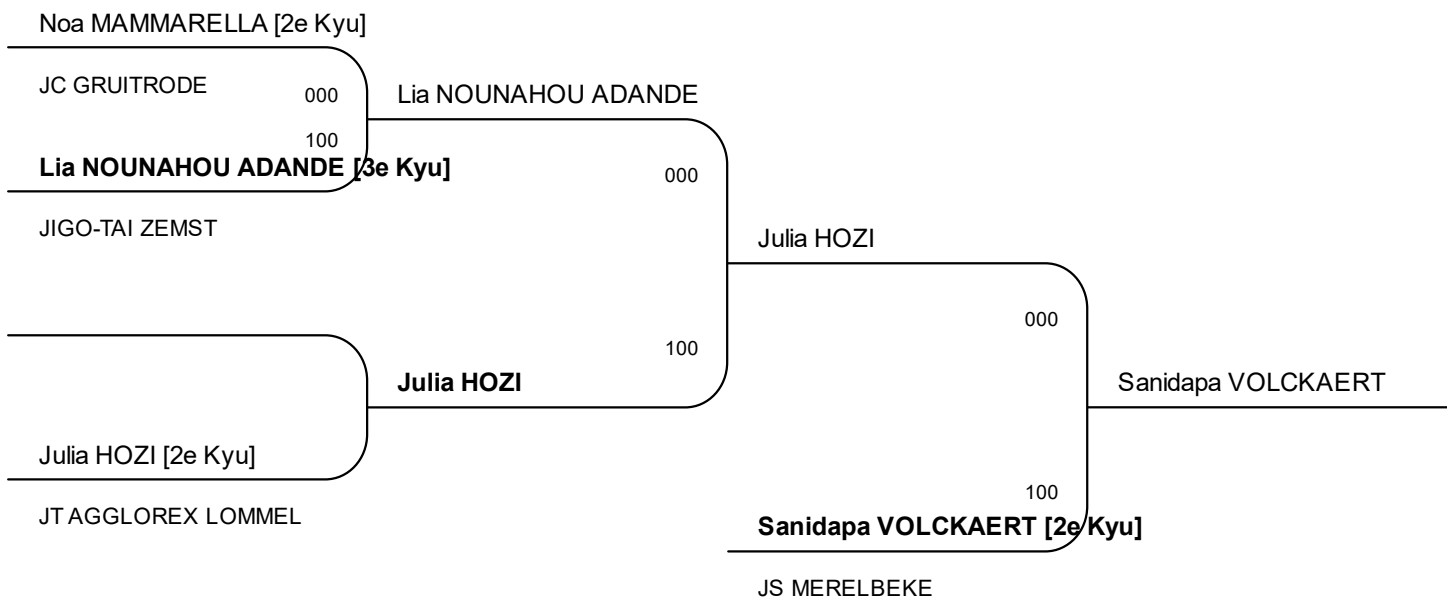 Noa MAMMARELLA [2e Kyu]
JC GRUITRODE
000
Lia NOUNAHOU ADANDE
100
Lia NOUNAHOU ADANDE [3e Kyu]
000
JIGO-TAI ZEMST
Julia HOZI
000
100
Julia HOZI
Sanidapa VOLCKAERT
Julia HOZI [2e Kyu]
100
JT AGGLOREX LOMMEL
Sanidapa VOLCKAERT [2e Kyu]
JS MERELBEKE